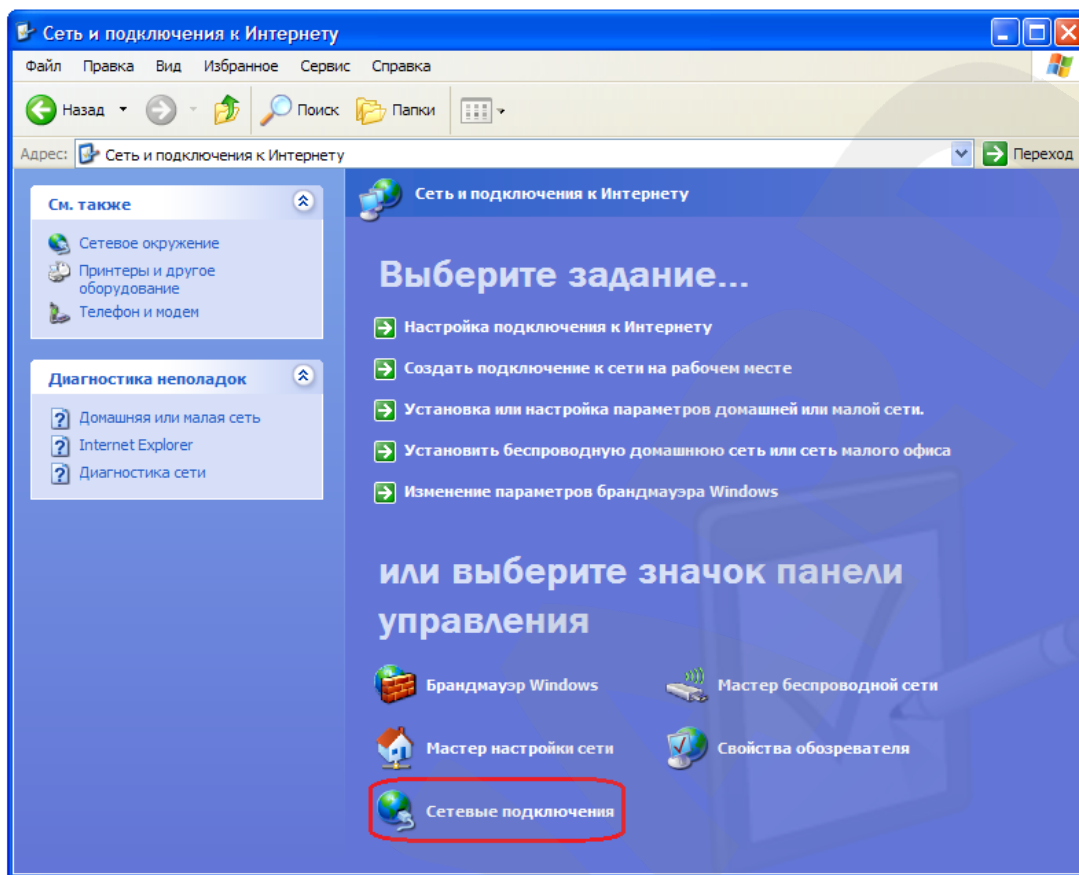 Сеть и подключения к Интернету
Файл Правка Вид Избранное Сервис Справка
Назад Поиск Папки
Адрес: Сеть и подключения к Интернету Переход
См. также
Сетевое окружение
Принтеры и другое
оборудование
Телефон и модем
Диагностика неполадок
Домашняя или малая сеть
Internet Explorer
Диагностика сети
Сеть и подключения к Интернету
Выберите задание...
Настройка подключения к Интернету
Создать подключение к сети на рабочем месте
Установка или настройка параметров домашней или малой сети.
Установить беспроводную домашнюю сеть или сеть малого офиса
Изменение параметров брандмауэра Windows
или выберите значок панели
управления
Брандмауэр Windows Мастер беспроводной сети
Мастер настройки сети Свойства обозревателя
Сетевые подключения